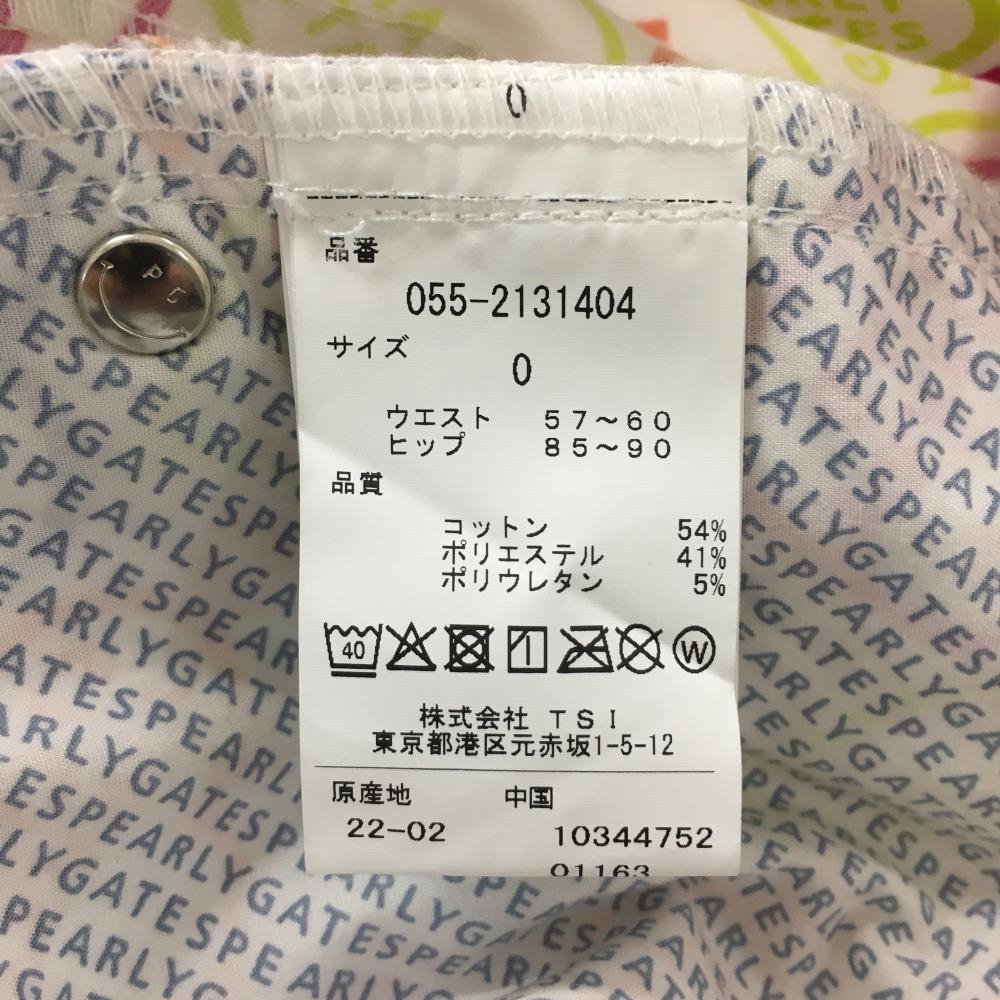 0
品番
055-2131404
サイズ
0
ウエスト 57～60
ヒップ 85～90
品質
コットン 54%
ポリエステル 41%
ポリウレタン 5%
40 W
株式会社 TSI
東京都港区元赤坂1-5-12
原産地 中国
22-02 10344752
01163
PEARLYGATESPEARLYGATES